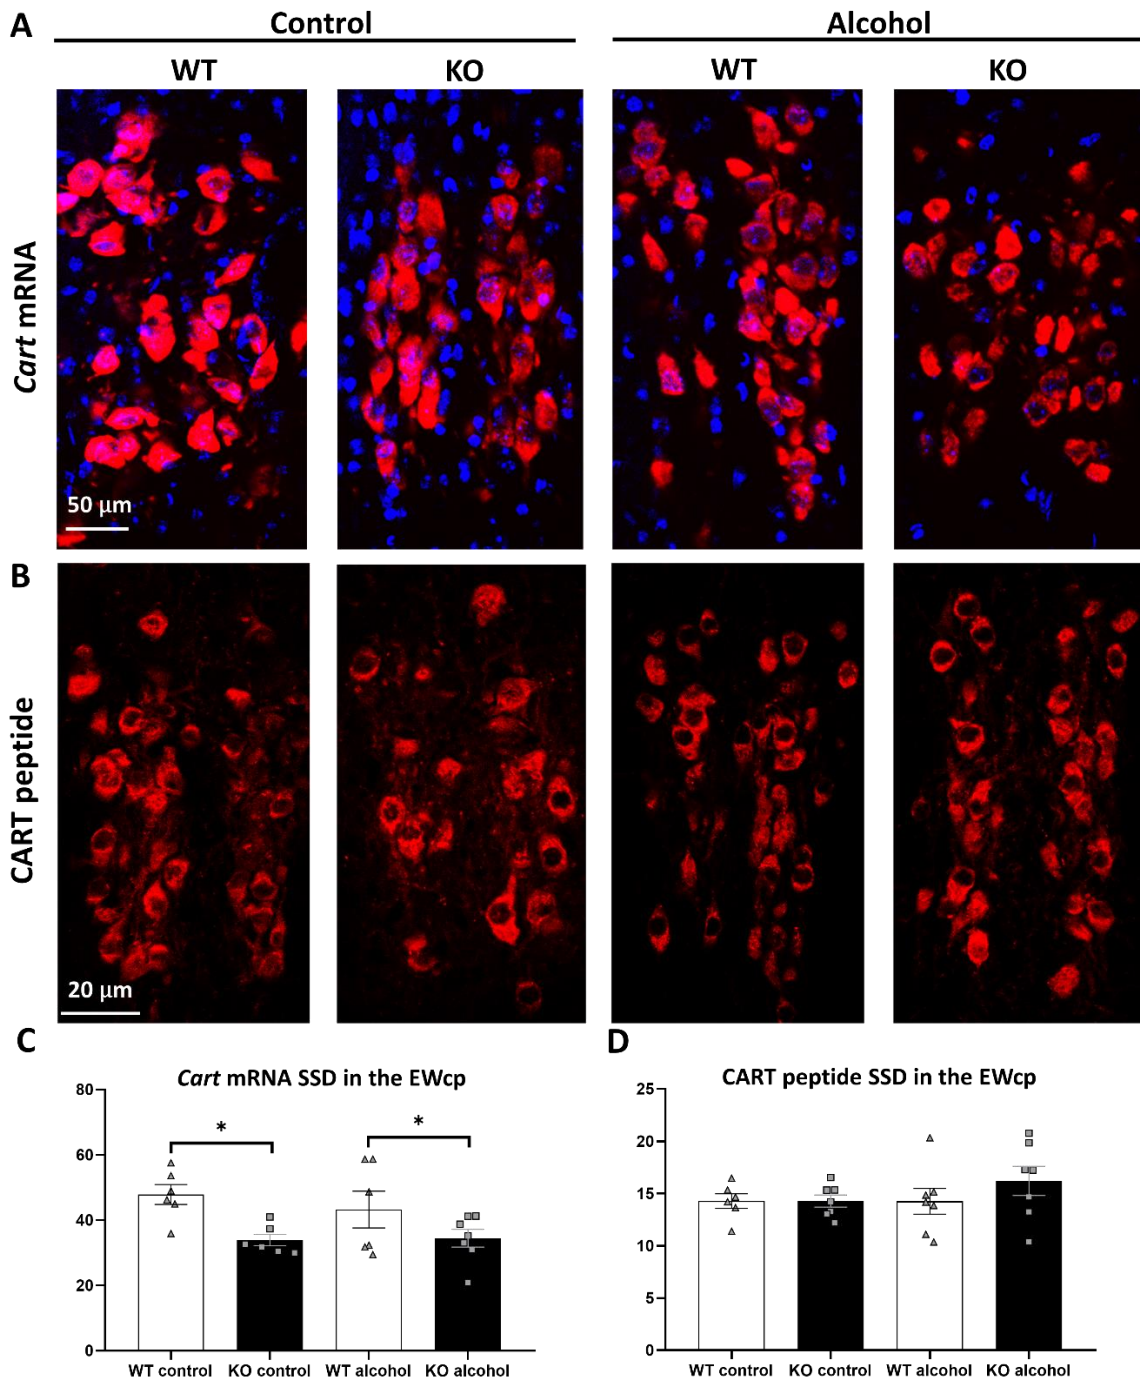 A
Control
Alcohol
WT
KO
WT
KO
Cart mRNA
50 μm
B
CART peptide
20 μm
C
Cart mRNA SSD in the EWcp
80
60
40
20
0
*
*
WT control
KO control
WT alcohol
KO alcohol
D
CART peptide SSD in the EWcp
25
20
15
10
5
0
WT control
KO control
WT alcohol
KO alcohol